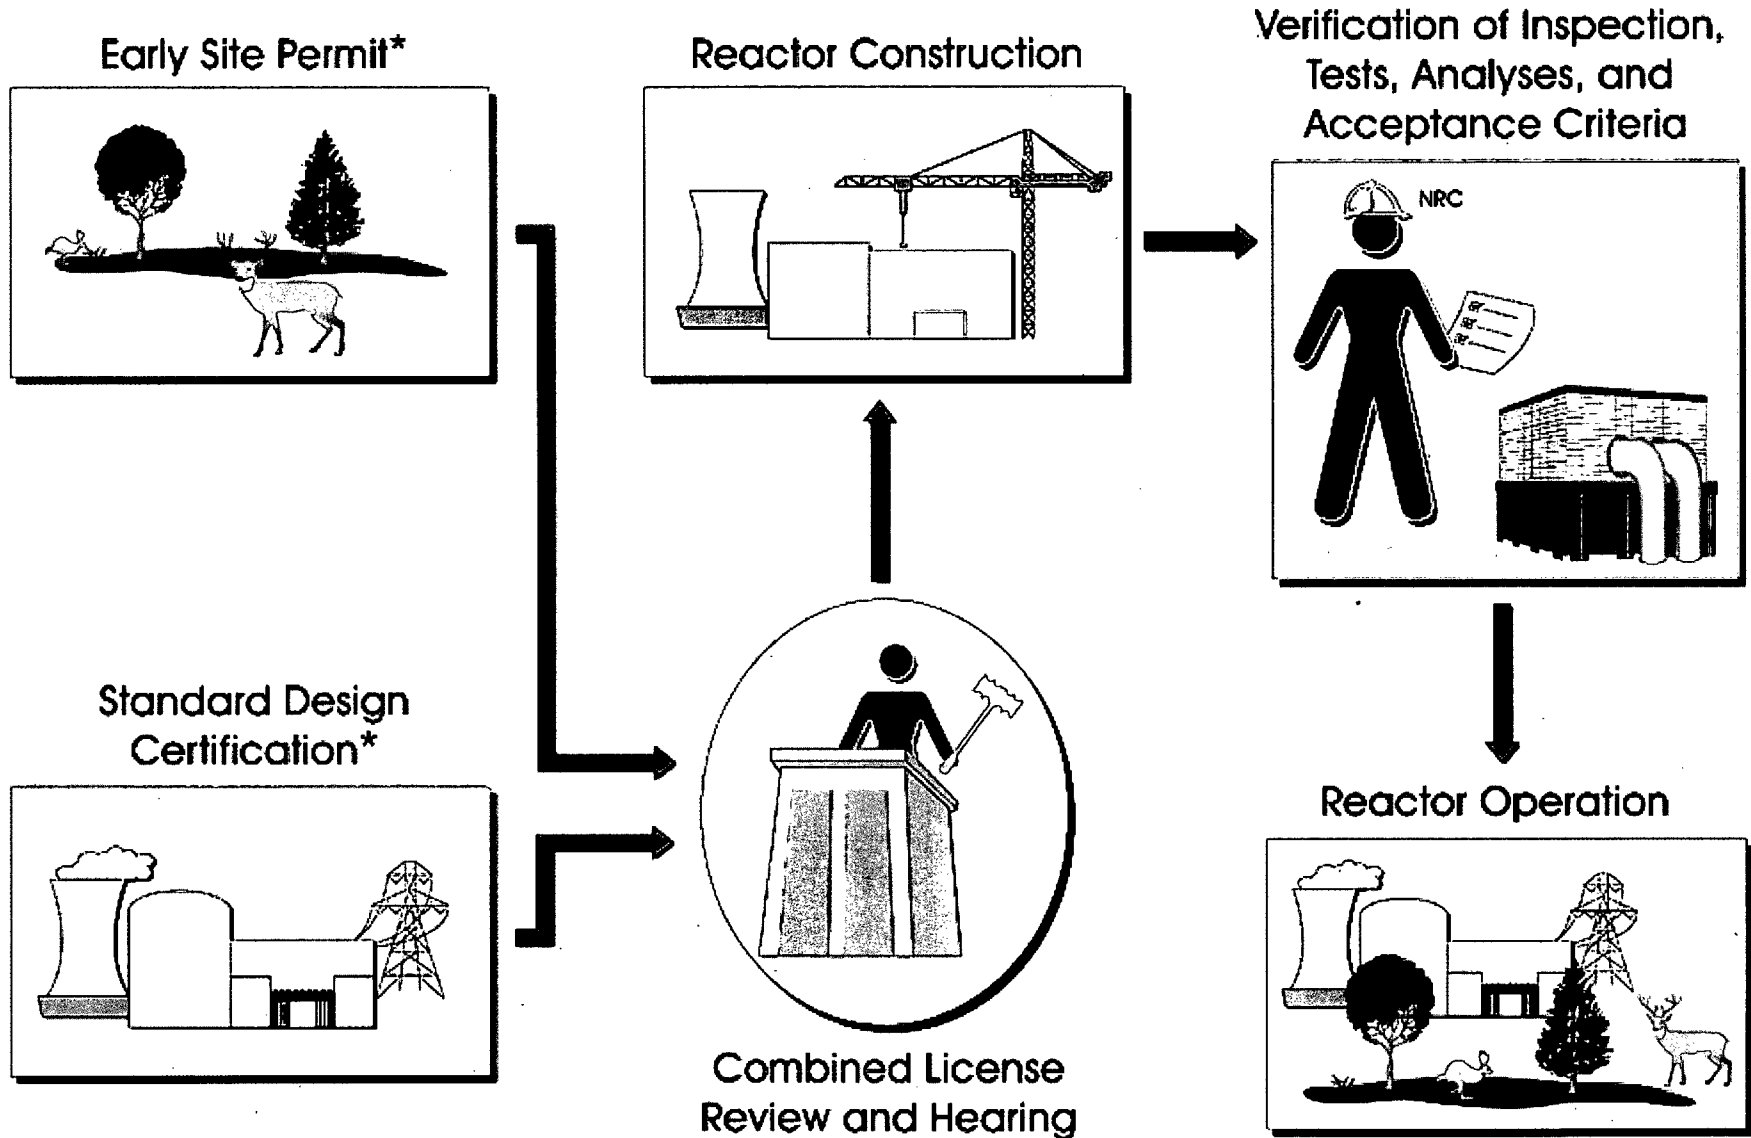 Early Site Permit*
Reactor Construction
Verification of Inspection,
Tests, Analyses, and
Acceptance Criteria
NRC
Standard Design
Certification*
Combined License
Review and Hearing
Reactor Operation